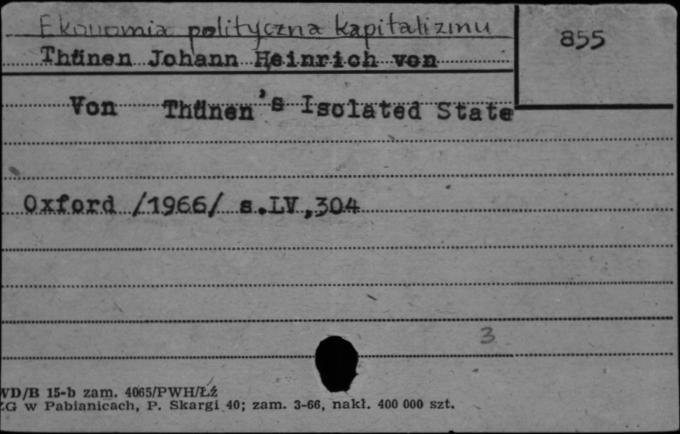 Ekonomia polityczna kapitalizmu
855
Thünen Johann Heinrich von
Von Thünen's Isolated State
Oxford /1966/ s.LV,304
3
WD/B 15-b zam. 4065/PWH/Łź
ZG w Pabianicach, P. Skargi 40; zam. 3-66, nakł. 400 000 szt.